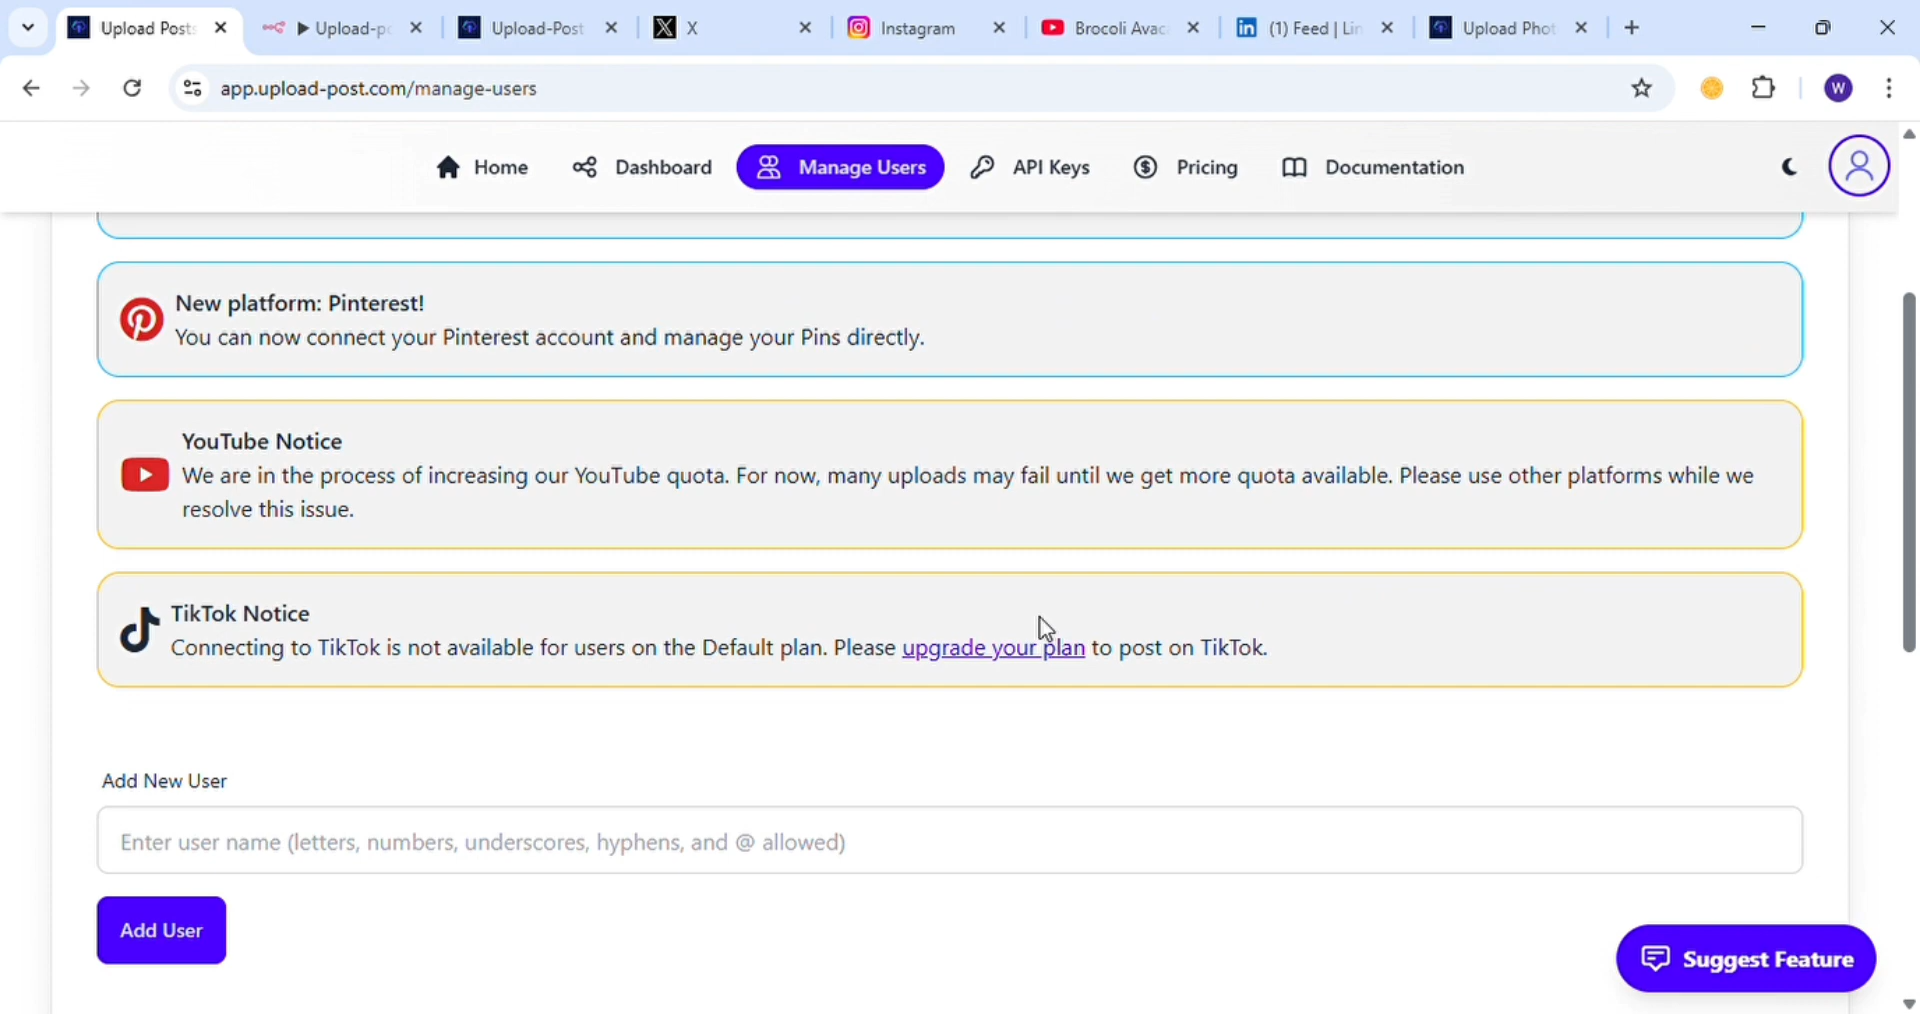 Upload Posts
Upload-po
Upload-Post
X
Instagram
Brocoli Avac
(1) Feed | Lin
Upload Phot
app.upload-post.com/manage-users
W
Home
Dashboard
Manage Users
API Keys
Pricing
Documentation
New platform: Pinterest!
You can now connect your Pinterest account and manage your Pins directly.
YouTube Notice
We are in the process of increasing our YouTube quota. For now, many uploads may fail until we get more quota available. Please use other platforms while we
resolve this issue.
TikTok Notice
Connecting to TikTok is not available for users on the Default plan. Please upgrade your plan to post on TikTok.
Add New User
Enter user name (letters, numbers, underscores, hyphens, and @ allowed)
Add User
Suggest Feature